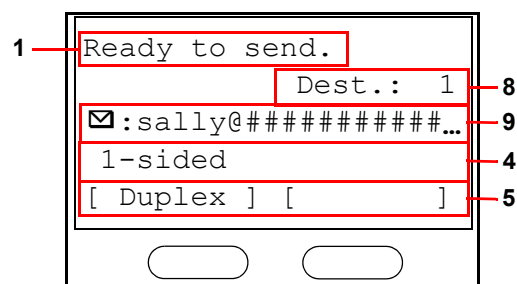 1 Ready to send.
Dest.: 1 8
✉:sally@###########… 9
1-sided 4
[ Duplex ] [ ] 5